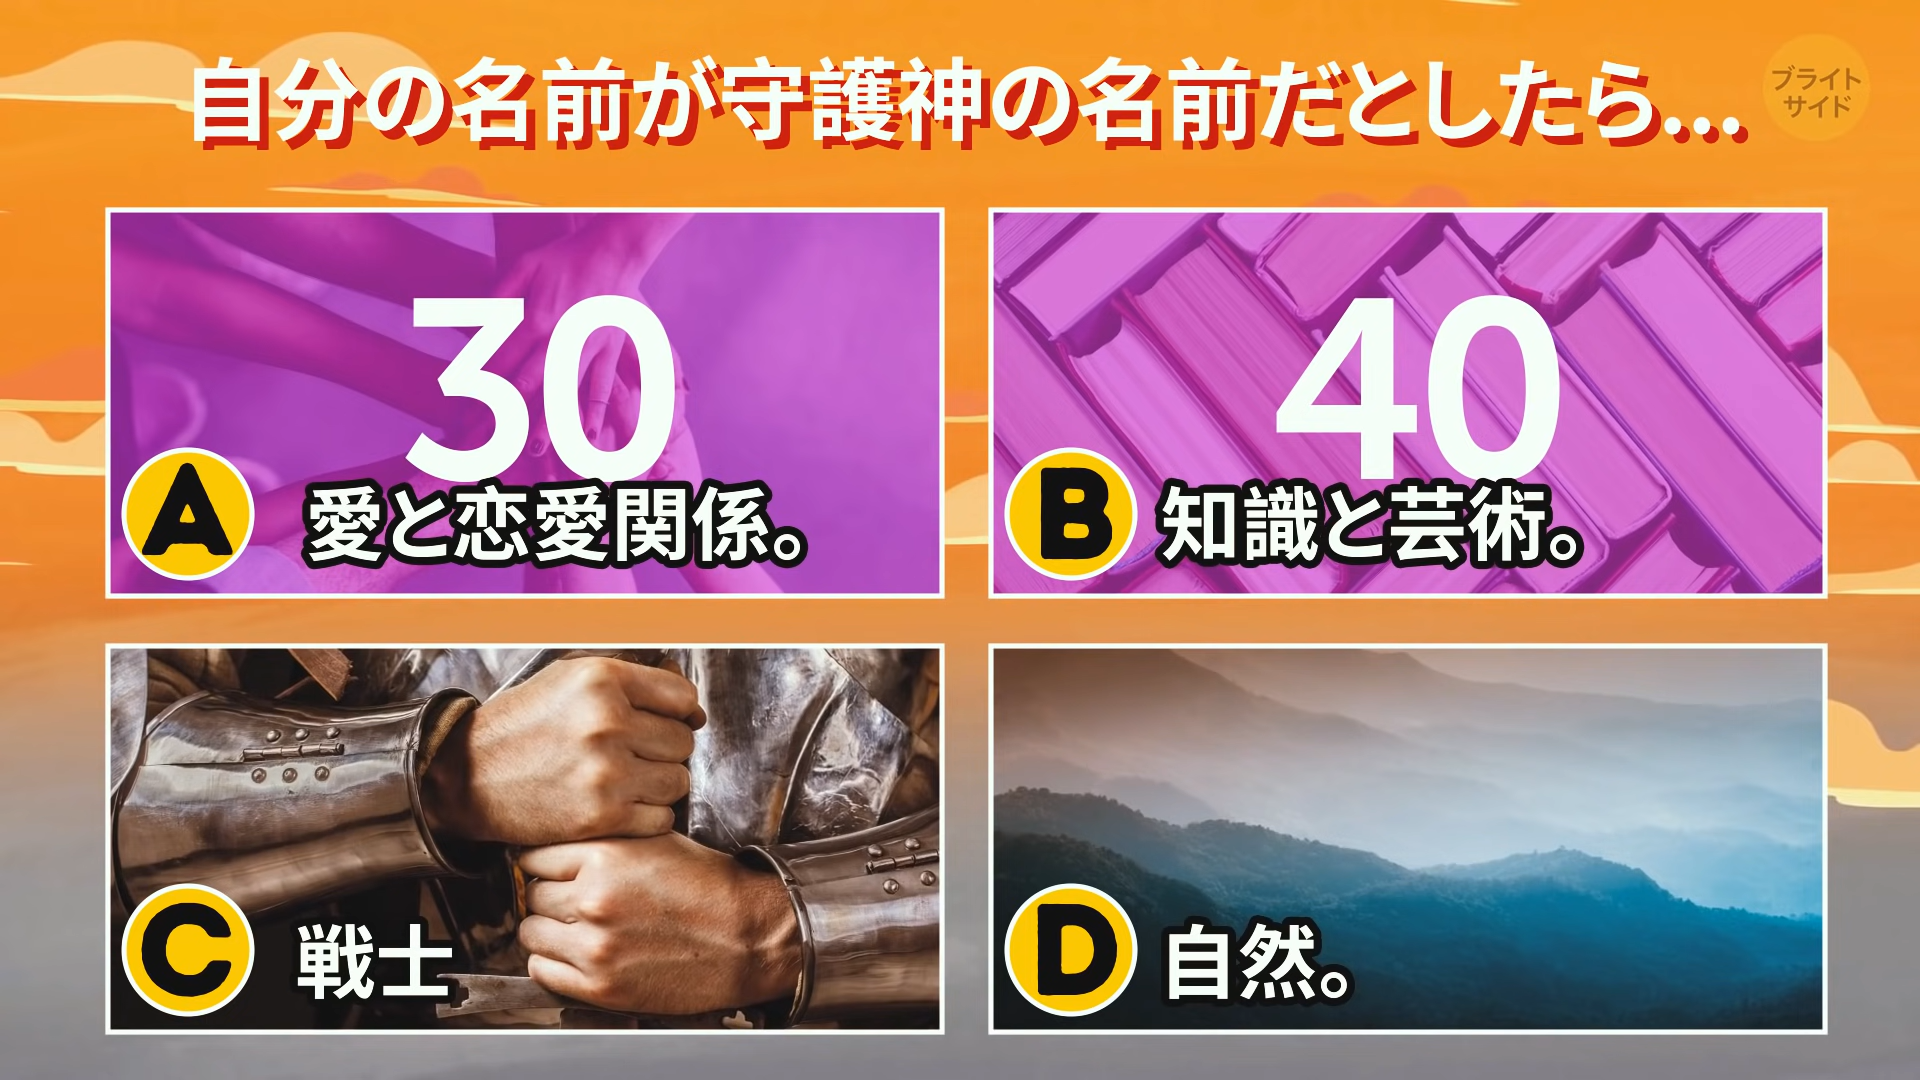 自分の名前が守護神の名前だとしたら...
ブライト
サイド
30
A 愛と恋愛関係。
40
B 知識と芸術。
C 戦士
D 自然。